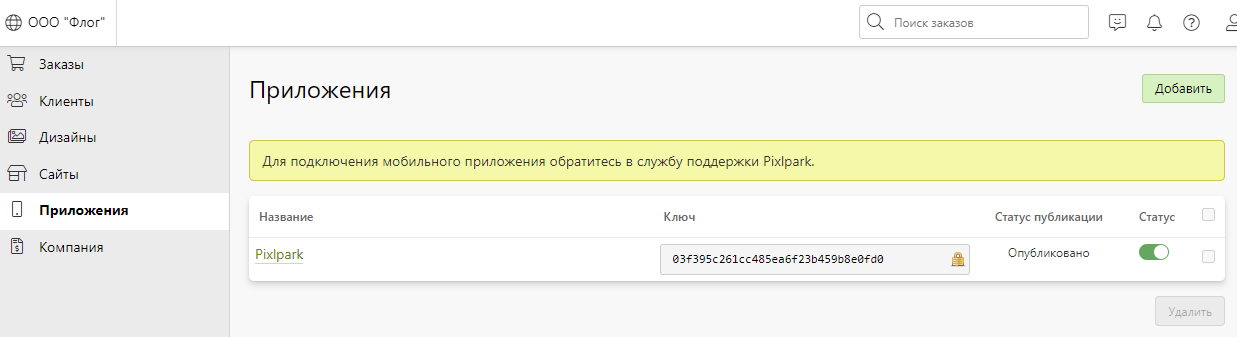 ООО "Флог"
Поиск заказов
Заказы
Клиенты
Дизайны
Сайты
Приложения
Компания
Приложения
Добавить
Для подключения мобильного приложения обратитесь в службу поддержки Pixlpark.
Название Ключ Статус публикации Статус
Pixlpark 03f395c261cc485ea6f23b459b8e0fd0 Опубликовано
Удалить